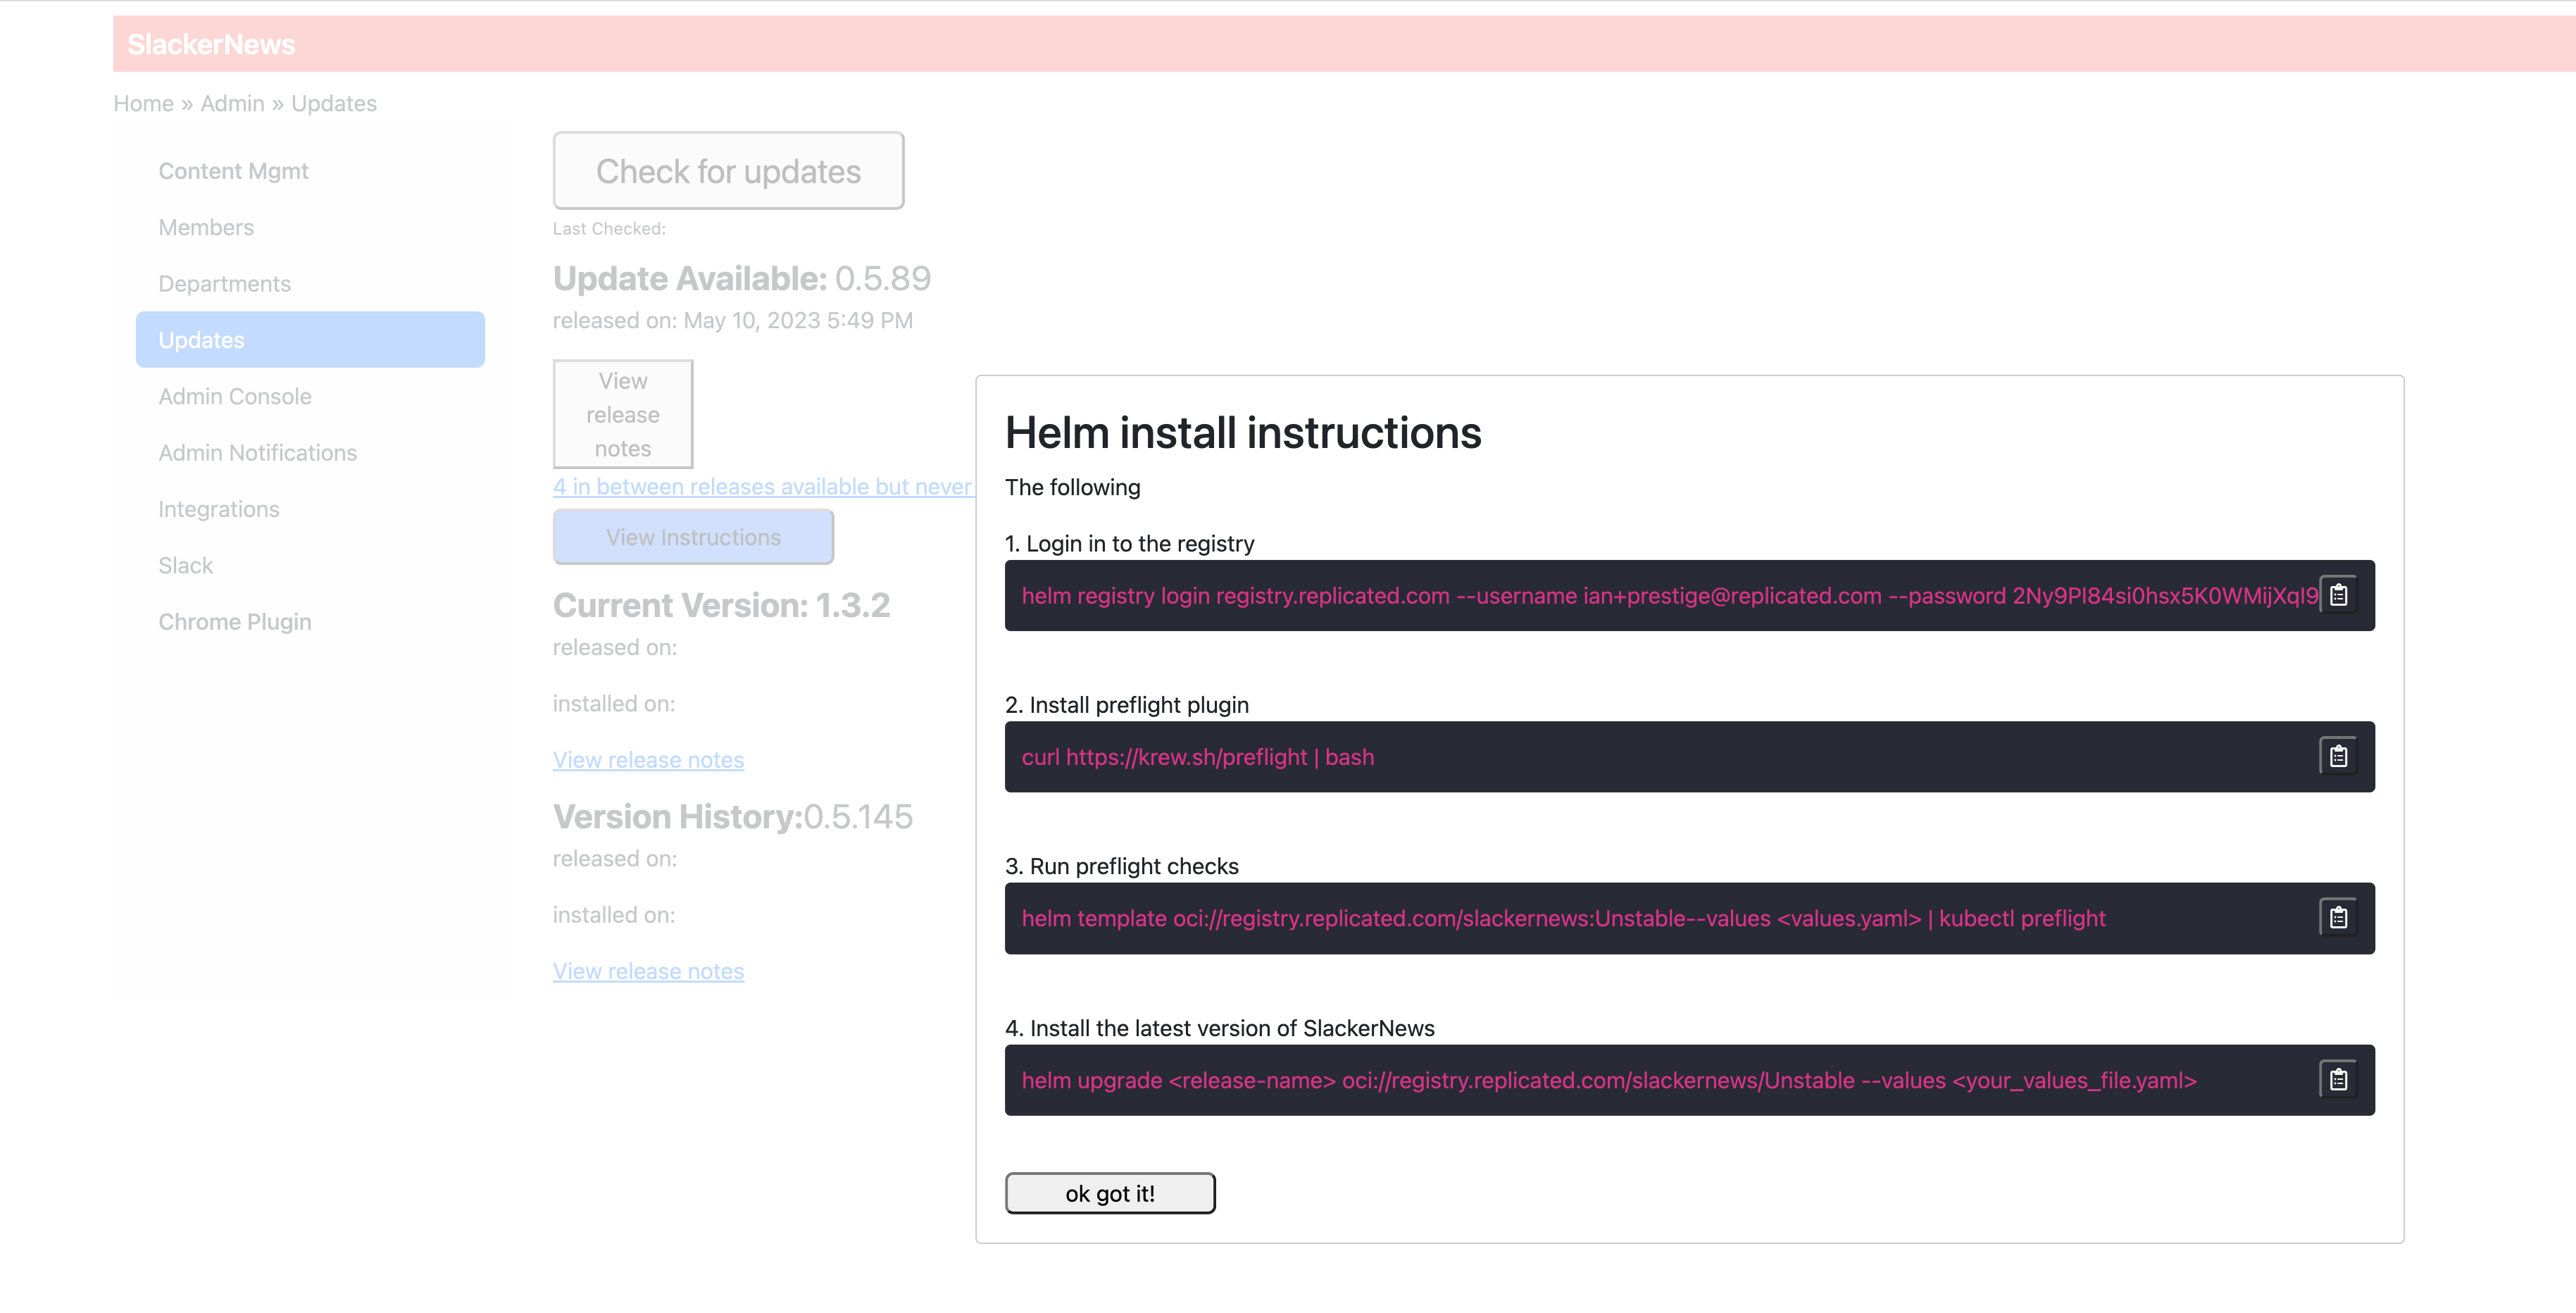 SlackerNews
Home » Admin » Updates
Content Mgmt
Members
Departments
Updates
Admin Console
Admin Notifications
Integrations
Slack
Chrome Plugin
Check for updates
Last Checked:
Update Available: 0.5.89
released on: May 10, 2023 5:49 PM
View
release
notes
4 in between releases available but never
View Instructions
Current Version: 1.3.2
released on:
installed on:
View release notes
Version History:0.5.145
released on:
installed on:
View release notes
Helm install instructions
The following
1. Login in to the registry
helm registry login registry.replicated.com --username ian+prestige@replicated.com --password 2Ny9PI84si0hsx5K0WMijXqI9
2. Install preflight plugin
curl https://krew.sh/preflight | bash
3. Run preflight checks
helm template oci://registry.replicated.com/slackernews:Unstable--values <values.yaml> | kubectl preflight
4. Install the latest version of SlackerNews
helm upgrade <release-name> oci://registry.replicated.com/slackernews/Unstable --values <your_values_file.yaml>
ok got it!